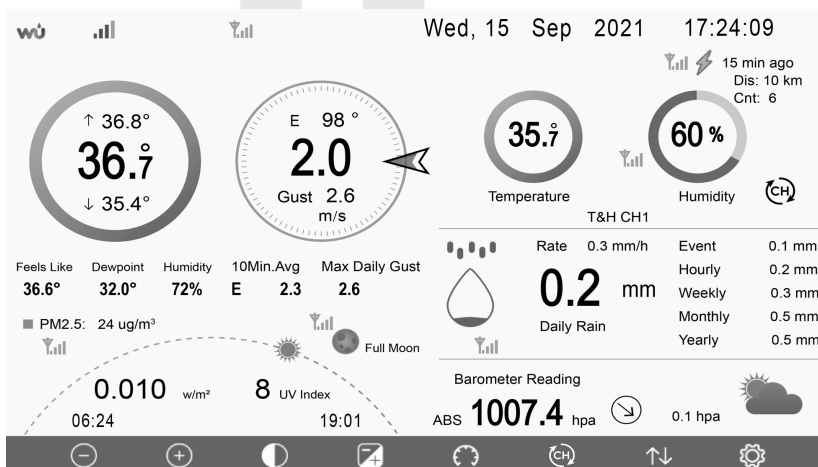 wu
Wed, 15 Sep 2021 17:24:09
15 min ago
Dis: 10 km
Cnt: 6
↑ 36.8°
36.7°
↓ 35.4°
E 98 °
2.0
Gust 2.6
m/s
35.7°
Temperature
60 %
Humidity
CH
T&H CH1
Feels Like Dewpoint Humidity
36.6° 32.0° 72%
10Min.Avg Max Daily Gust
E 2.3 2.6
PM2.5: 24 ug/m³
Full Moon
0.010 w/m² 8 UV Index
06:24 19:01
Rate 0.3 mm/h
0.2 mm
Daily Rain
Event 0.1 mm
Hourly 0.2 mm
Weekly 0.3 mm
Monthly 0.5 mm
Yearly 0.5 mm
Barometer Reading
ABS 1007.4 hpa 0.1 hpa
CH